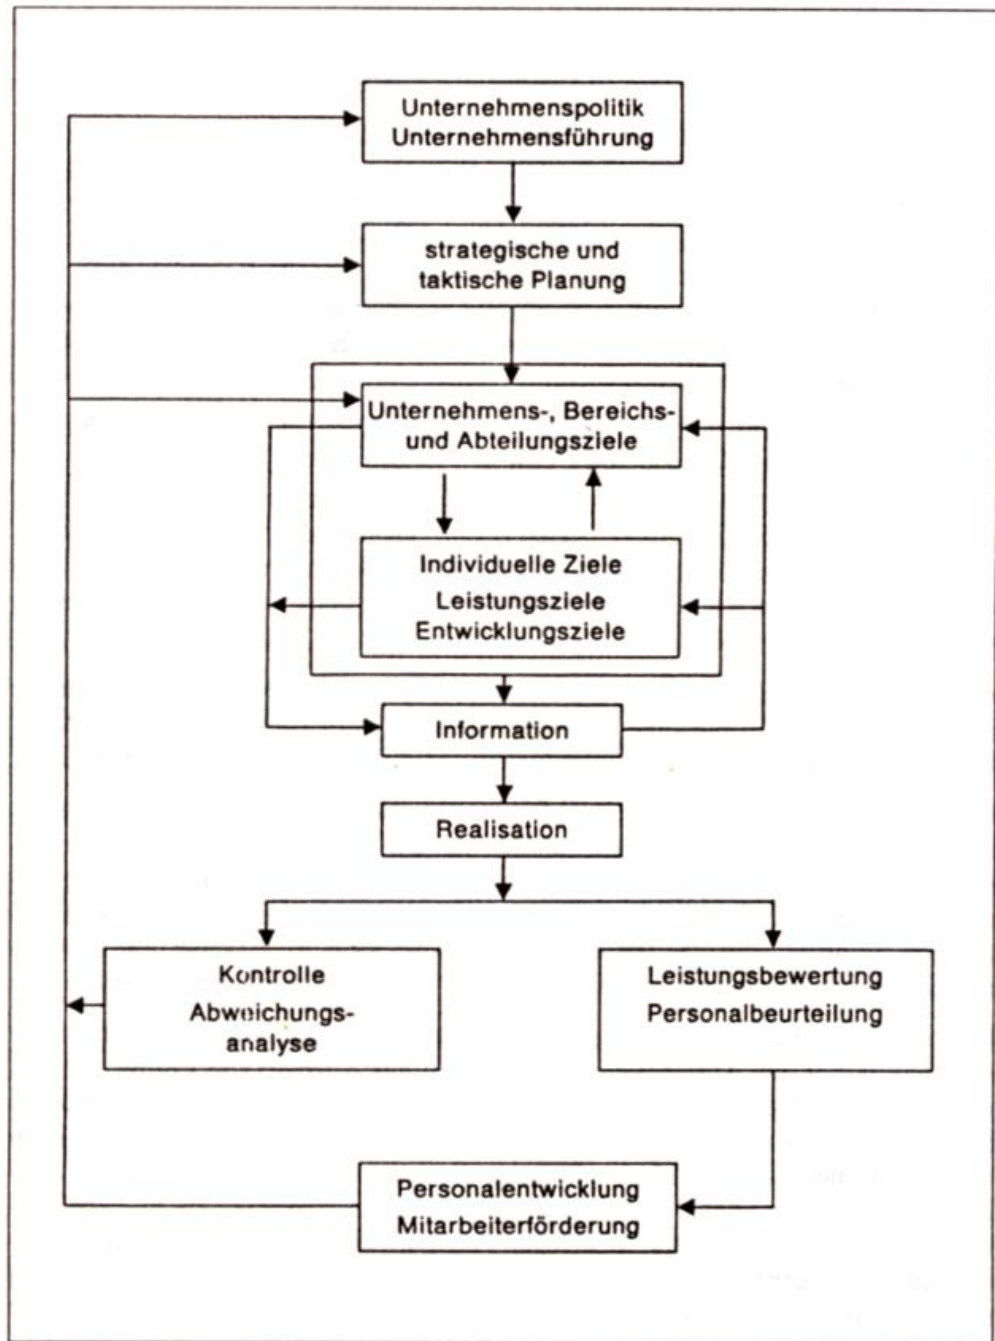 Unternehmenspolitik
Unternehmensführung
strategische und
taktische Planung
Unternehmens-, Bereichs-
und Abteilungsziele
Individuelle Ziele
Leistungsziele
Entwicklungsziele
Information
Realisation
Kontrolle
Abweichungs-
analyse
Leistungsbewertung
Personalbeurteilung
Personalentwicklung
Mitarbeiterförderung